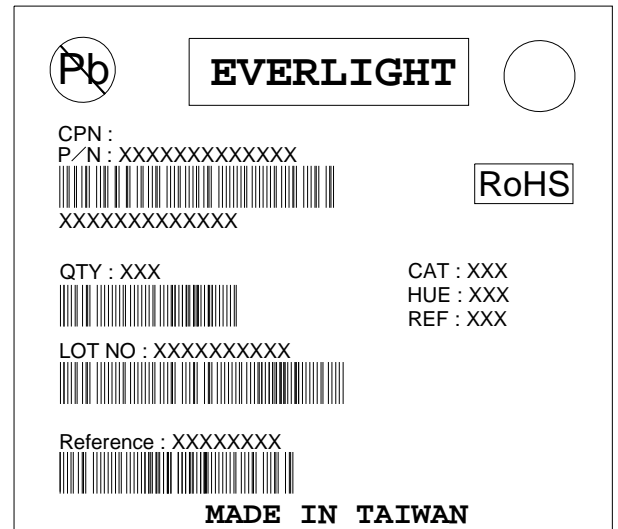 Pb
EVERLIGHT
CPN :
P/N : XXXXXXXXXXXXX
RoHS
XXXXXXXXXXXXX
QTY : XXX
CAT : XXX
HUE : XXX
REF : XXX
LOT NO : XXXXXXXXXX
Reference : XXXXXXXX
MADE IN TAIWAN